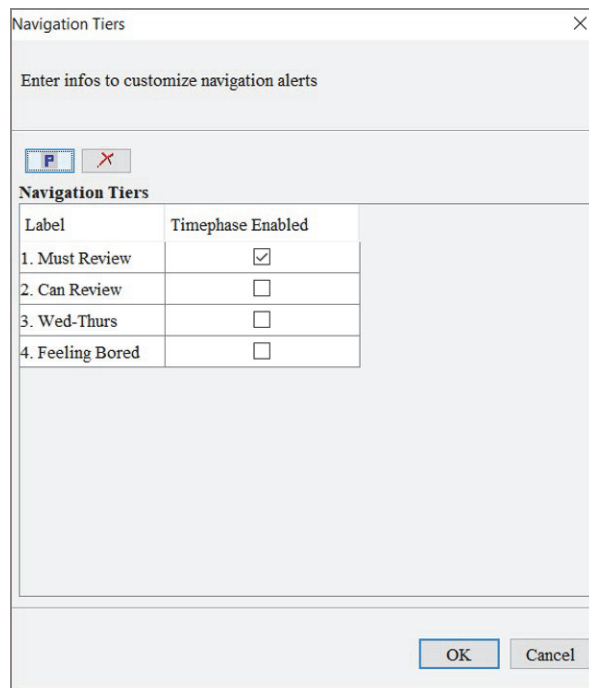 Navigation Tiers
Enter infos to customize navigation alerts
P
Navigation Tiers
Label Timephase Enabled
1. Must Review
2. Can Review
3. Wed-Thurs
4. Feeling Bored
OK Cancel